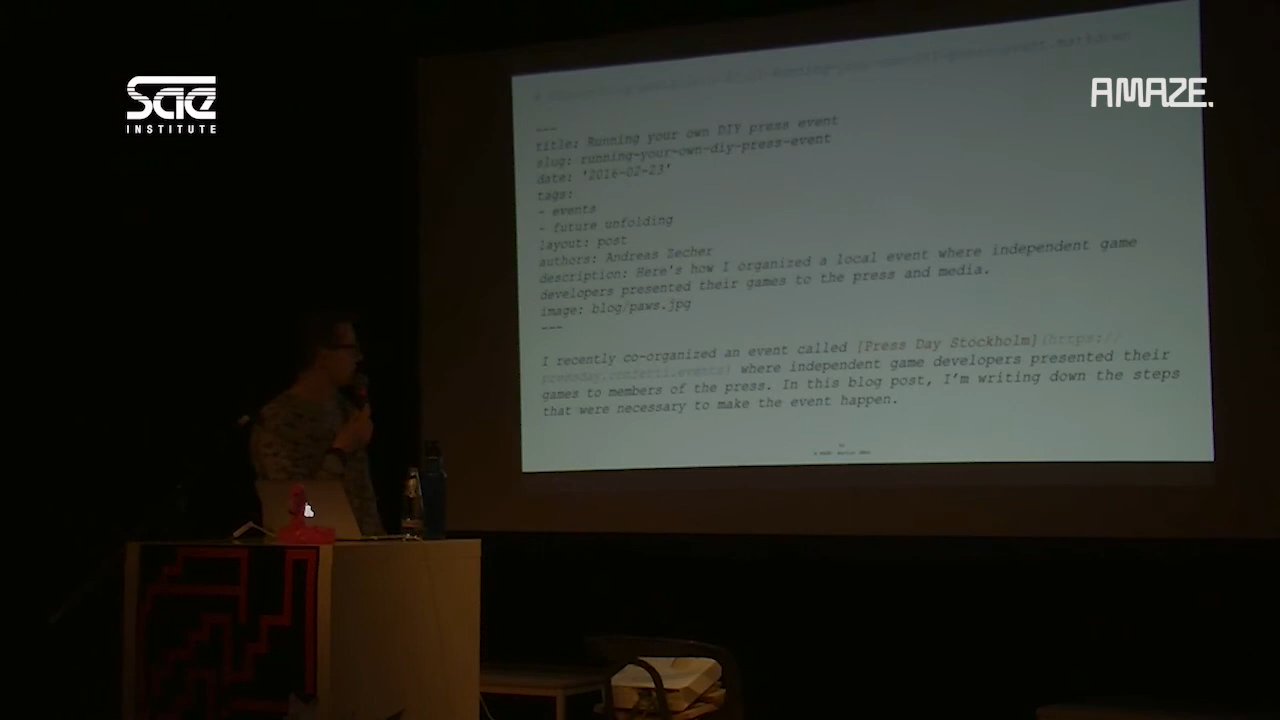 sae
INSTITUTE
AMAZE.
---
title: Running your own DIY press event
slug: running-your-own-diy-press-event
date: '2016-02-23'
tags:
- events
- future unfolding
layout: post
authors: Andreas Zecher
description: Here's how I organized a local event where independent game
developers presented their games to the press and media.
image: blog/paws.jpg
---
I recently co-organized an event called [Press Day Stockholm](https://
pressday.confetti.events) where independent game developers presented their
games to members of the press. In this blog post, I'm writing down the steps
that were necessary to make the event happen.